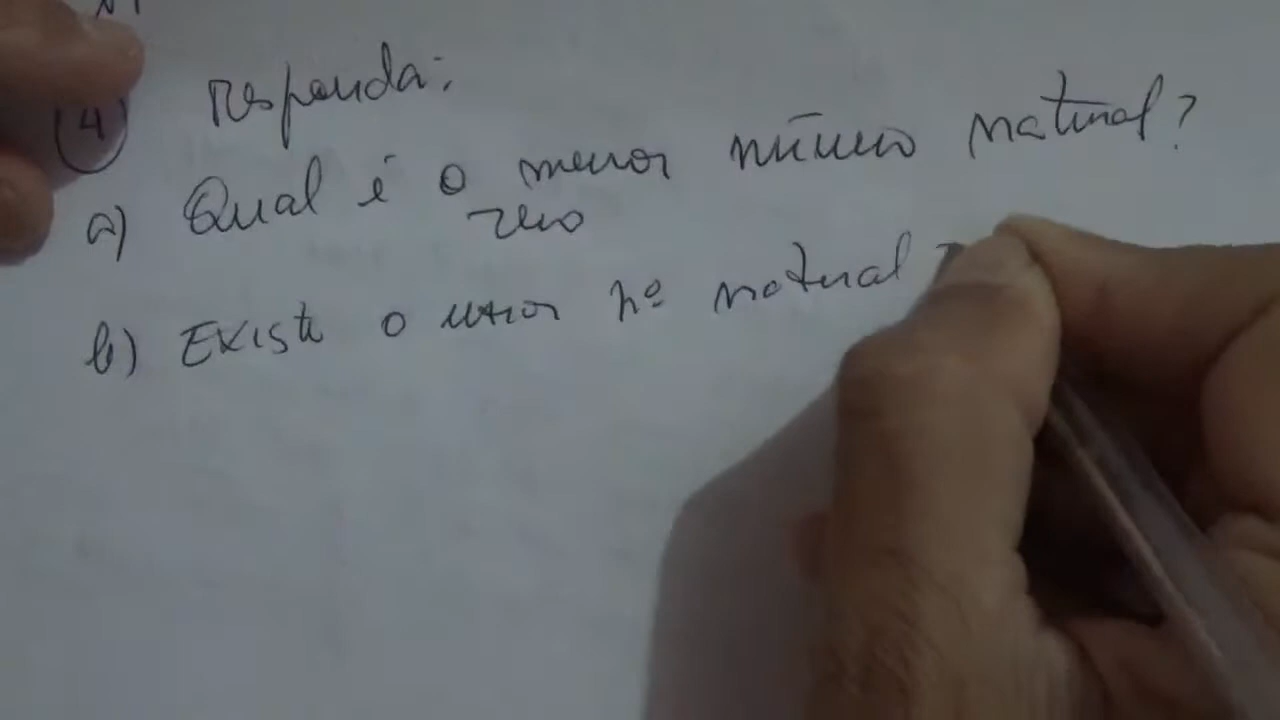 4 Responda:
a) Qual é o menor número natural?
zero
b) Existe o maior nº natural ?